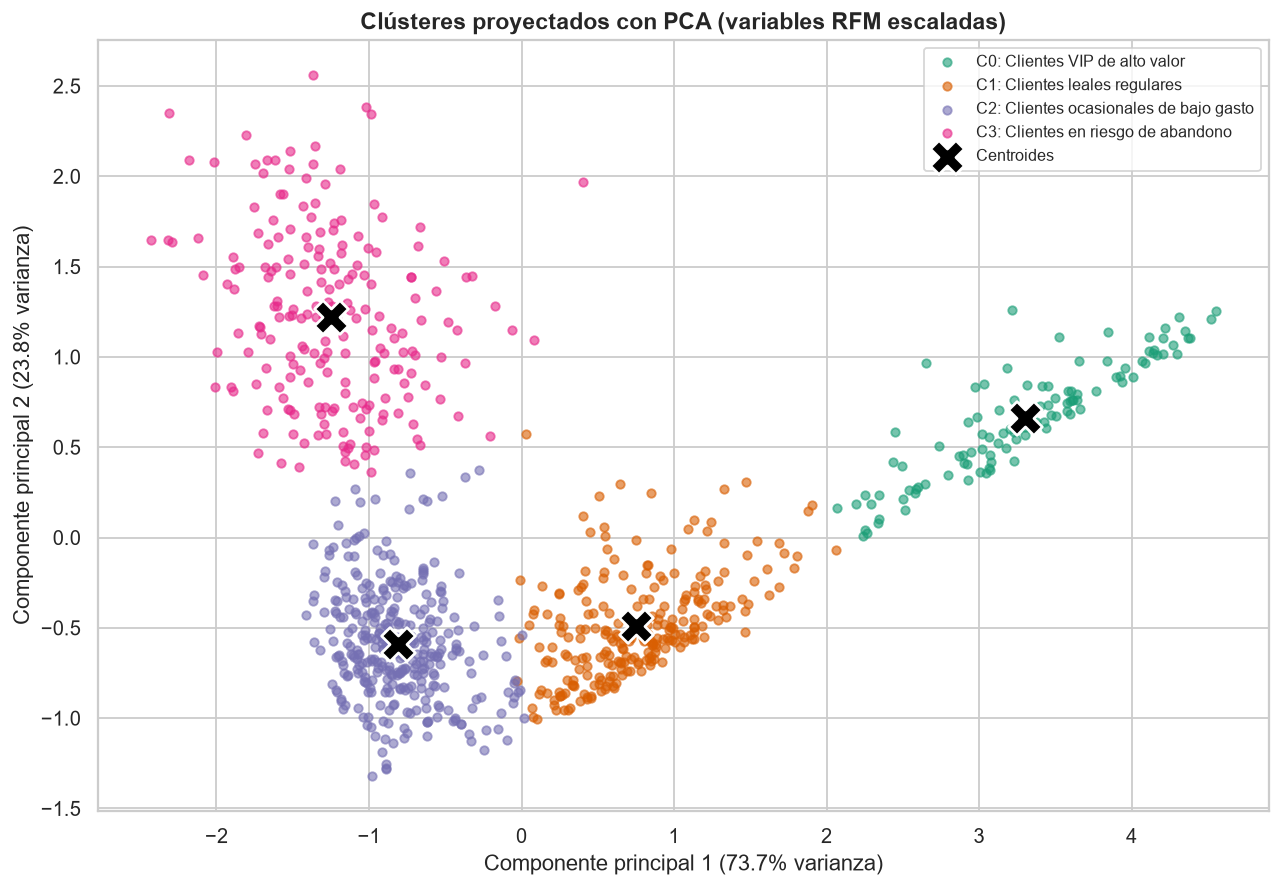 Clústeres proyectados con PCA (variables RFM escaladas)
C0: Clientes VIP de alto valor
C1: Clientes leales regulares
C2: Clientes ocasionales de bajo gasto
C3: Clientes en riesgo de abandono
Centroides
Componente principal 2 (23.8% varianza)
2.5
2.0
1.5
1.0
0.5
0.0
−0.5
−1.0
−1.5
−2 −1 0 1 2 3 4
Componente principal 1 (73.7% varianza)